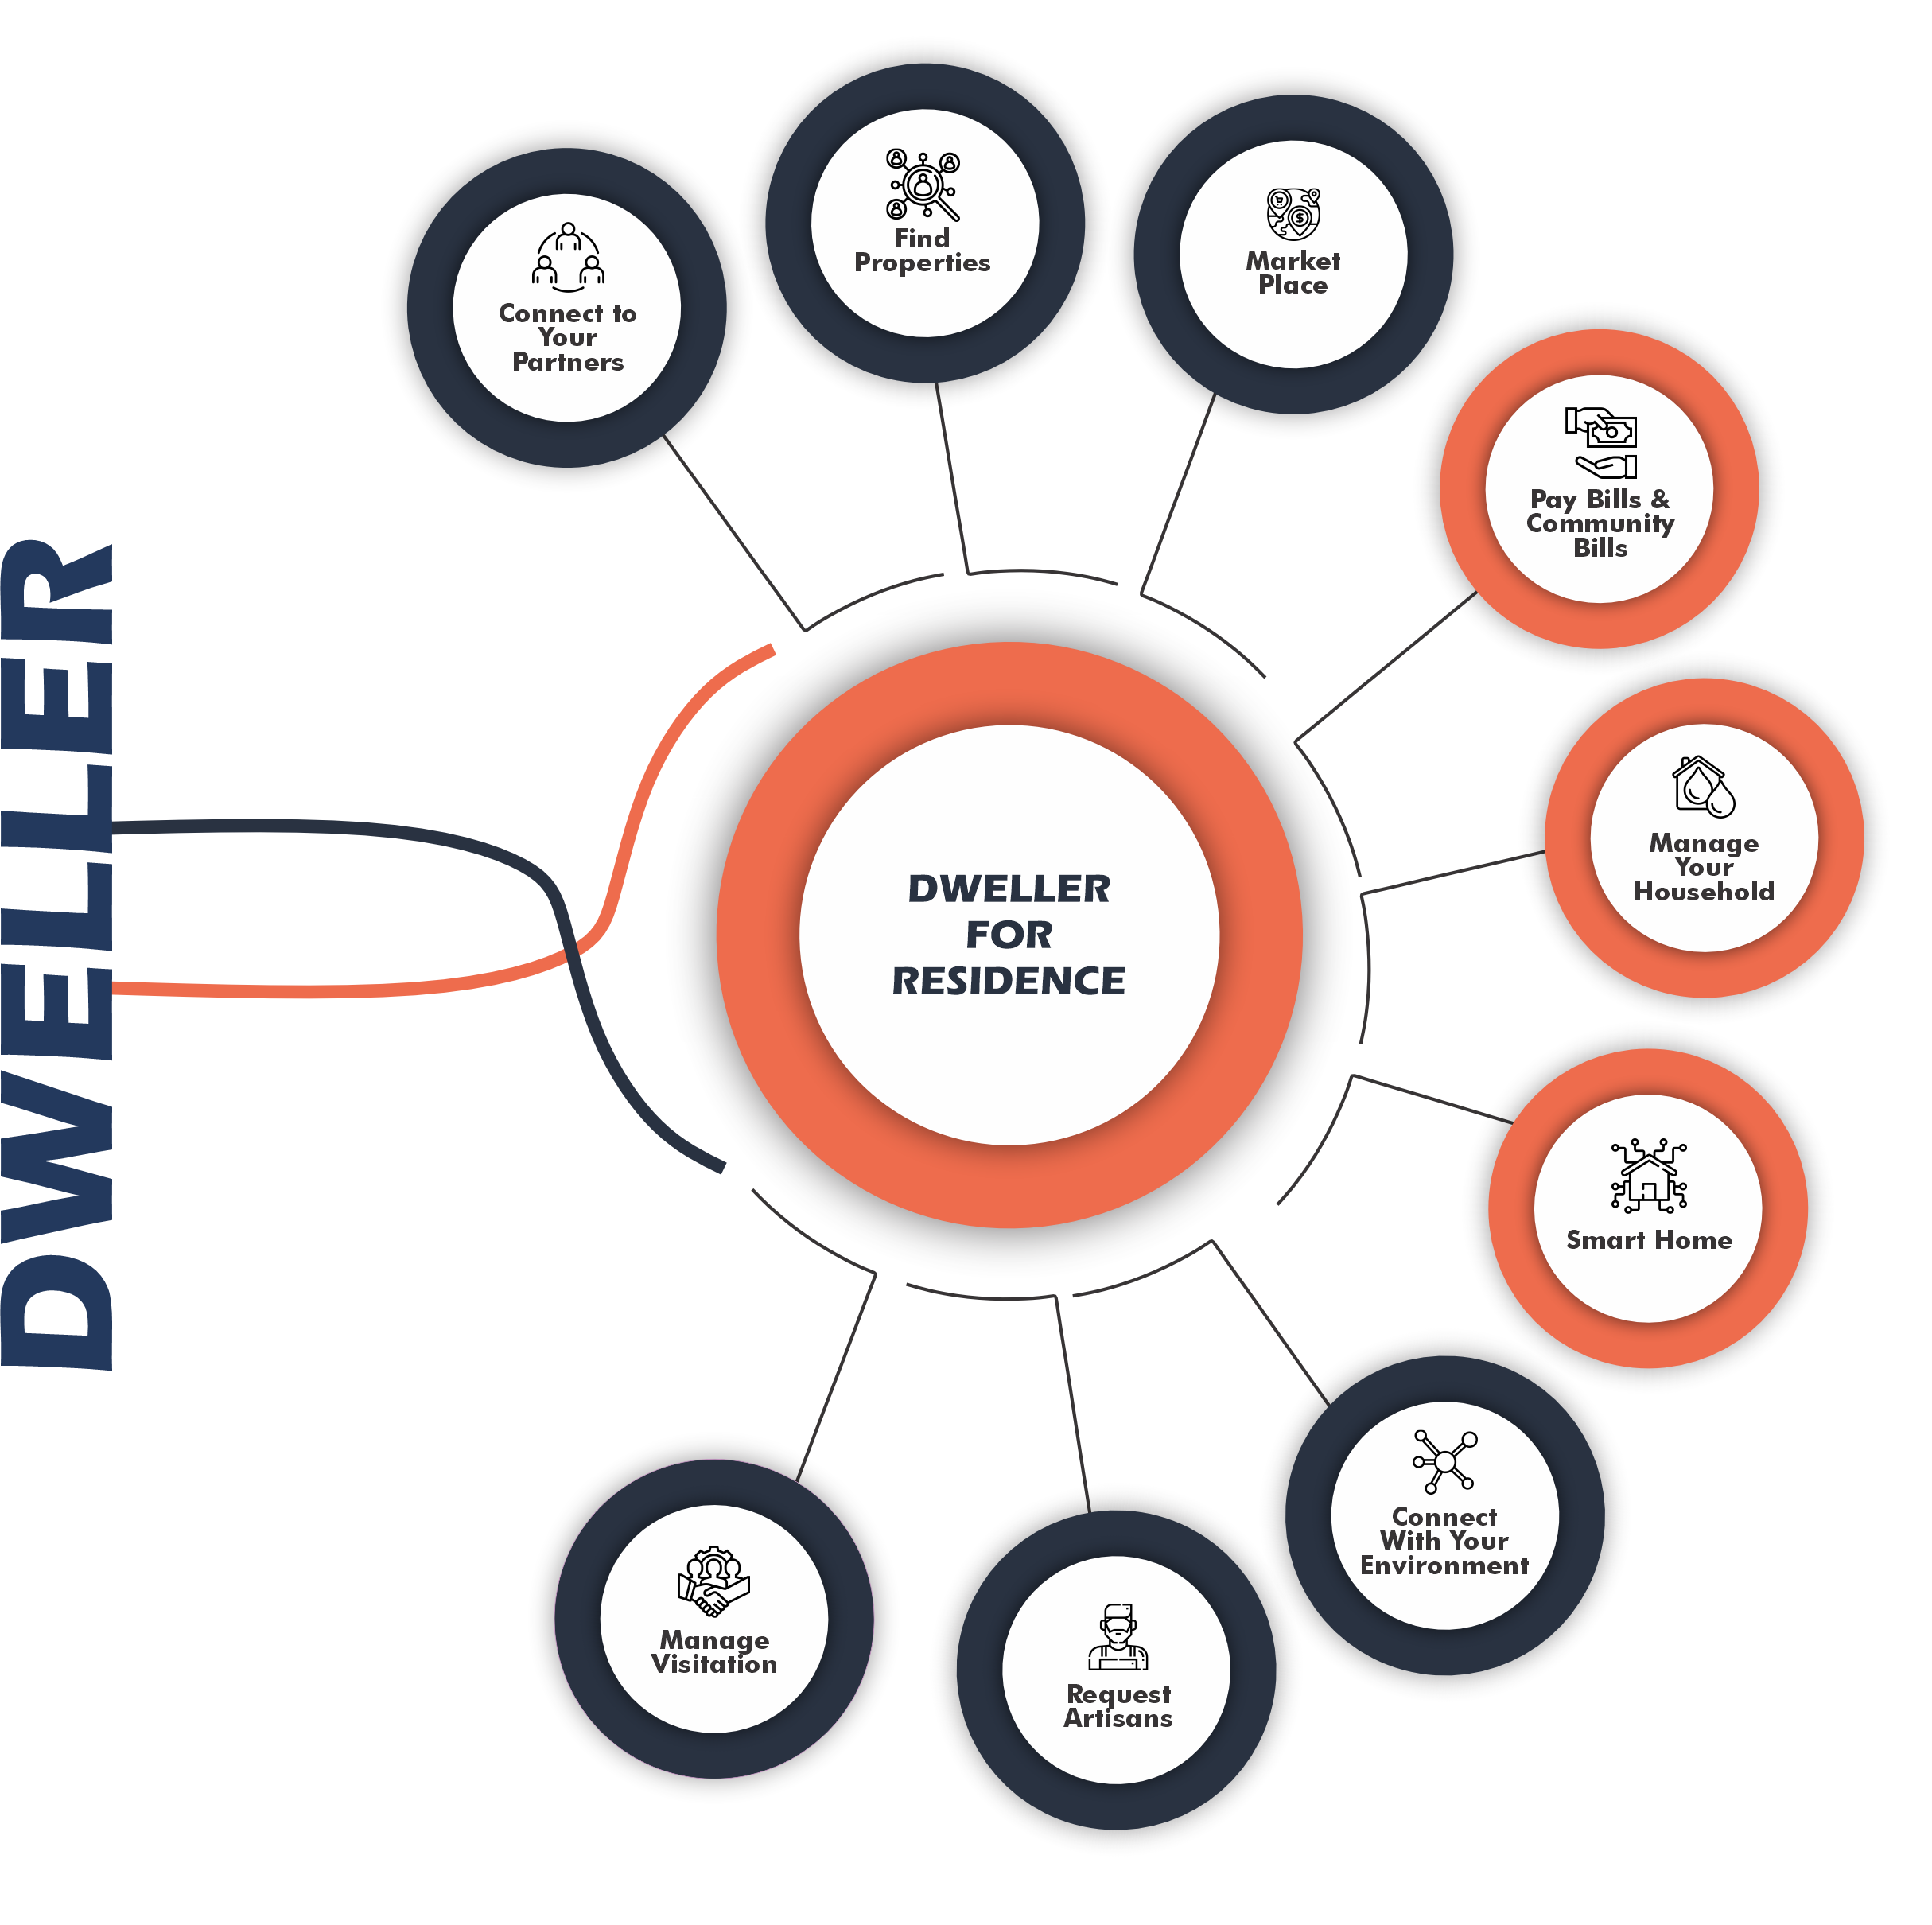 DWELLER
Connect to
Your
Partners
Find
Properties
Market
Place
Pay Bills &
Community
Bills
Manage
Your
Household
Smart Home
Connect
With Your
Environment
Request
Artisans
Manage
Visitation
DWELLER
FOR
RESIDENCE